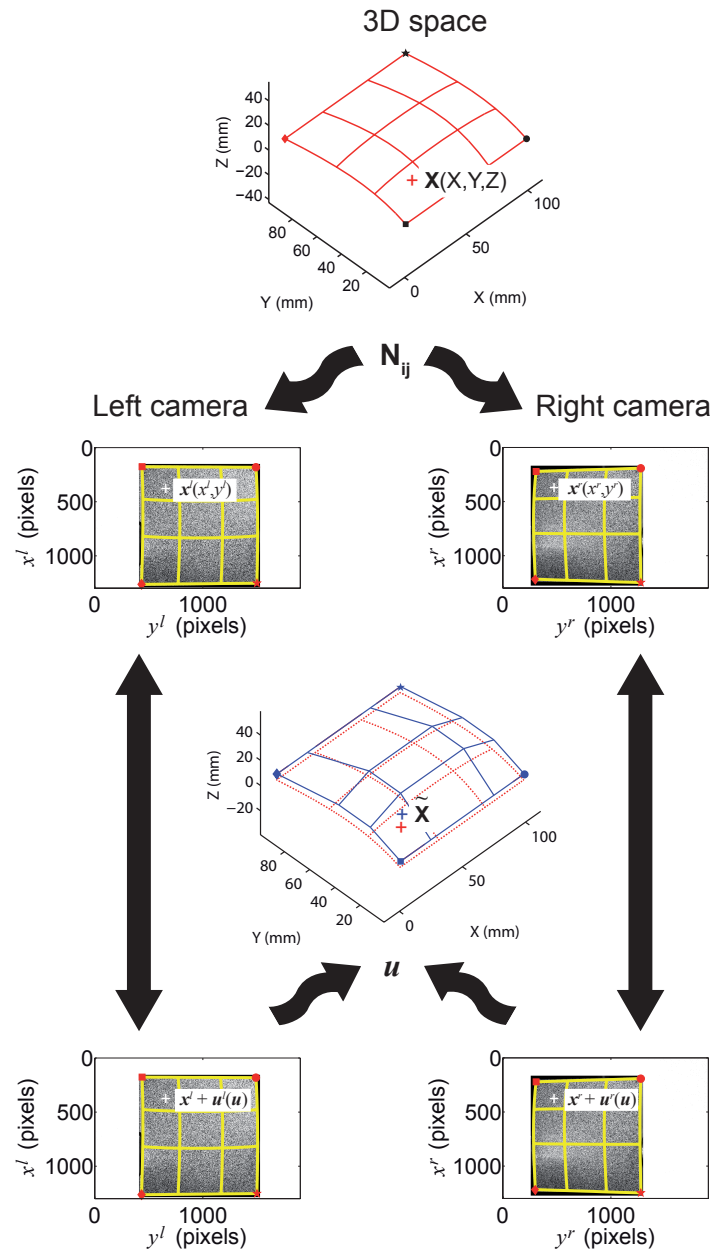 3D space
40
20
0
−20
−40
Z (mm)
X(X,Y,Z)
80
60
40
20
Y (mm)
0
50
100
X (mm)
N_ij
Left camera
Right camera
0
500
1000
x^l (pixels)
x^l(x^l,y^l)
0
1000
y^l (pixels)
0
500
1000
x^r (pixels)
x^r(x^r,y^r)
0
1000
y^r (pixels)
40
20
0
−20
Z (mm)
X̃
80
60
40
20
Y (mm)
0
50
100
X (mm)
u
0
500
1000
x^l (pixels)
x^l + u^l(u)
0
1000
y^l (pixels)
0
500
1000
x^r (pixels)
x^r + u^r(u)
0
1000
y^r (pixels)